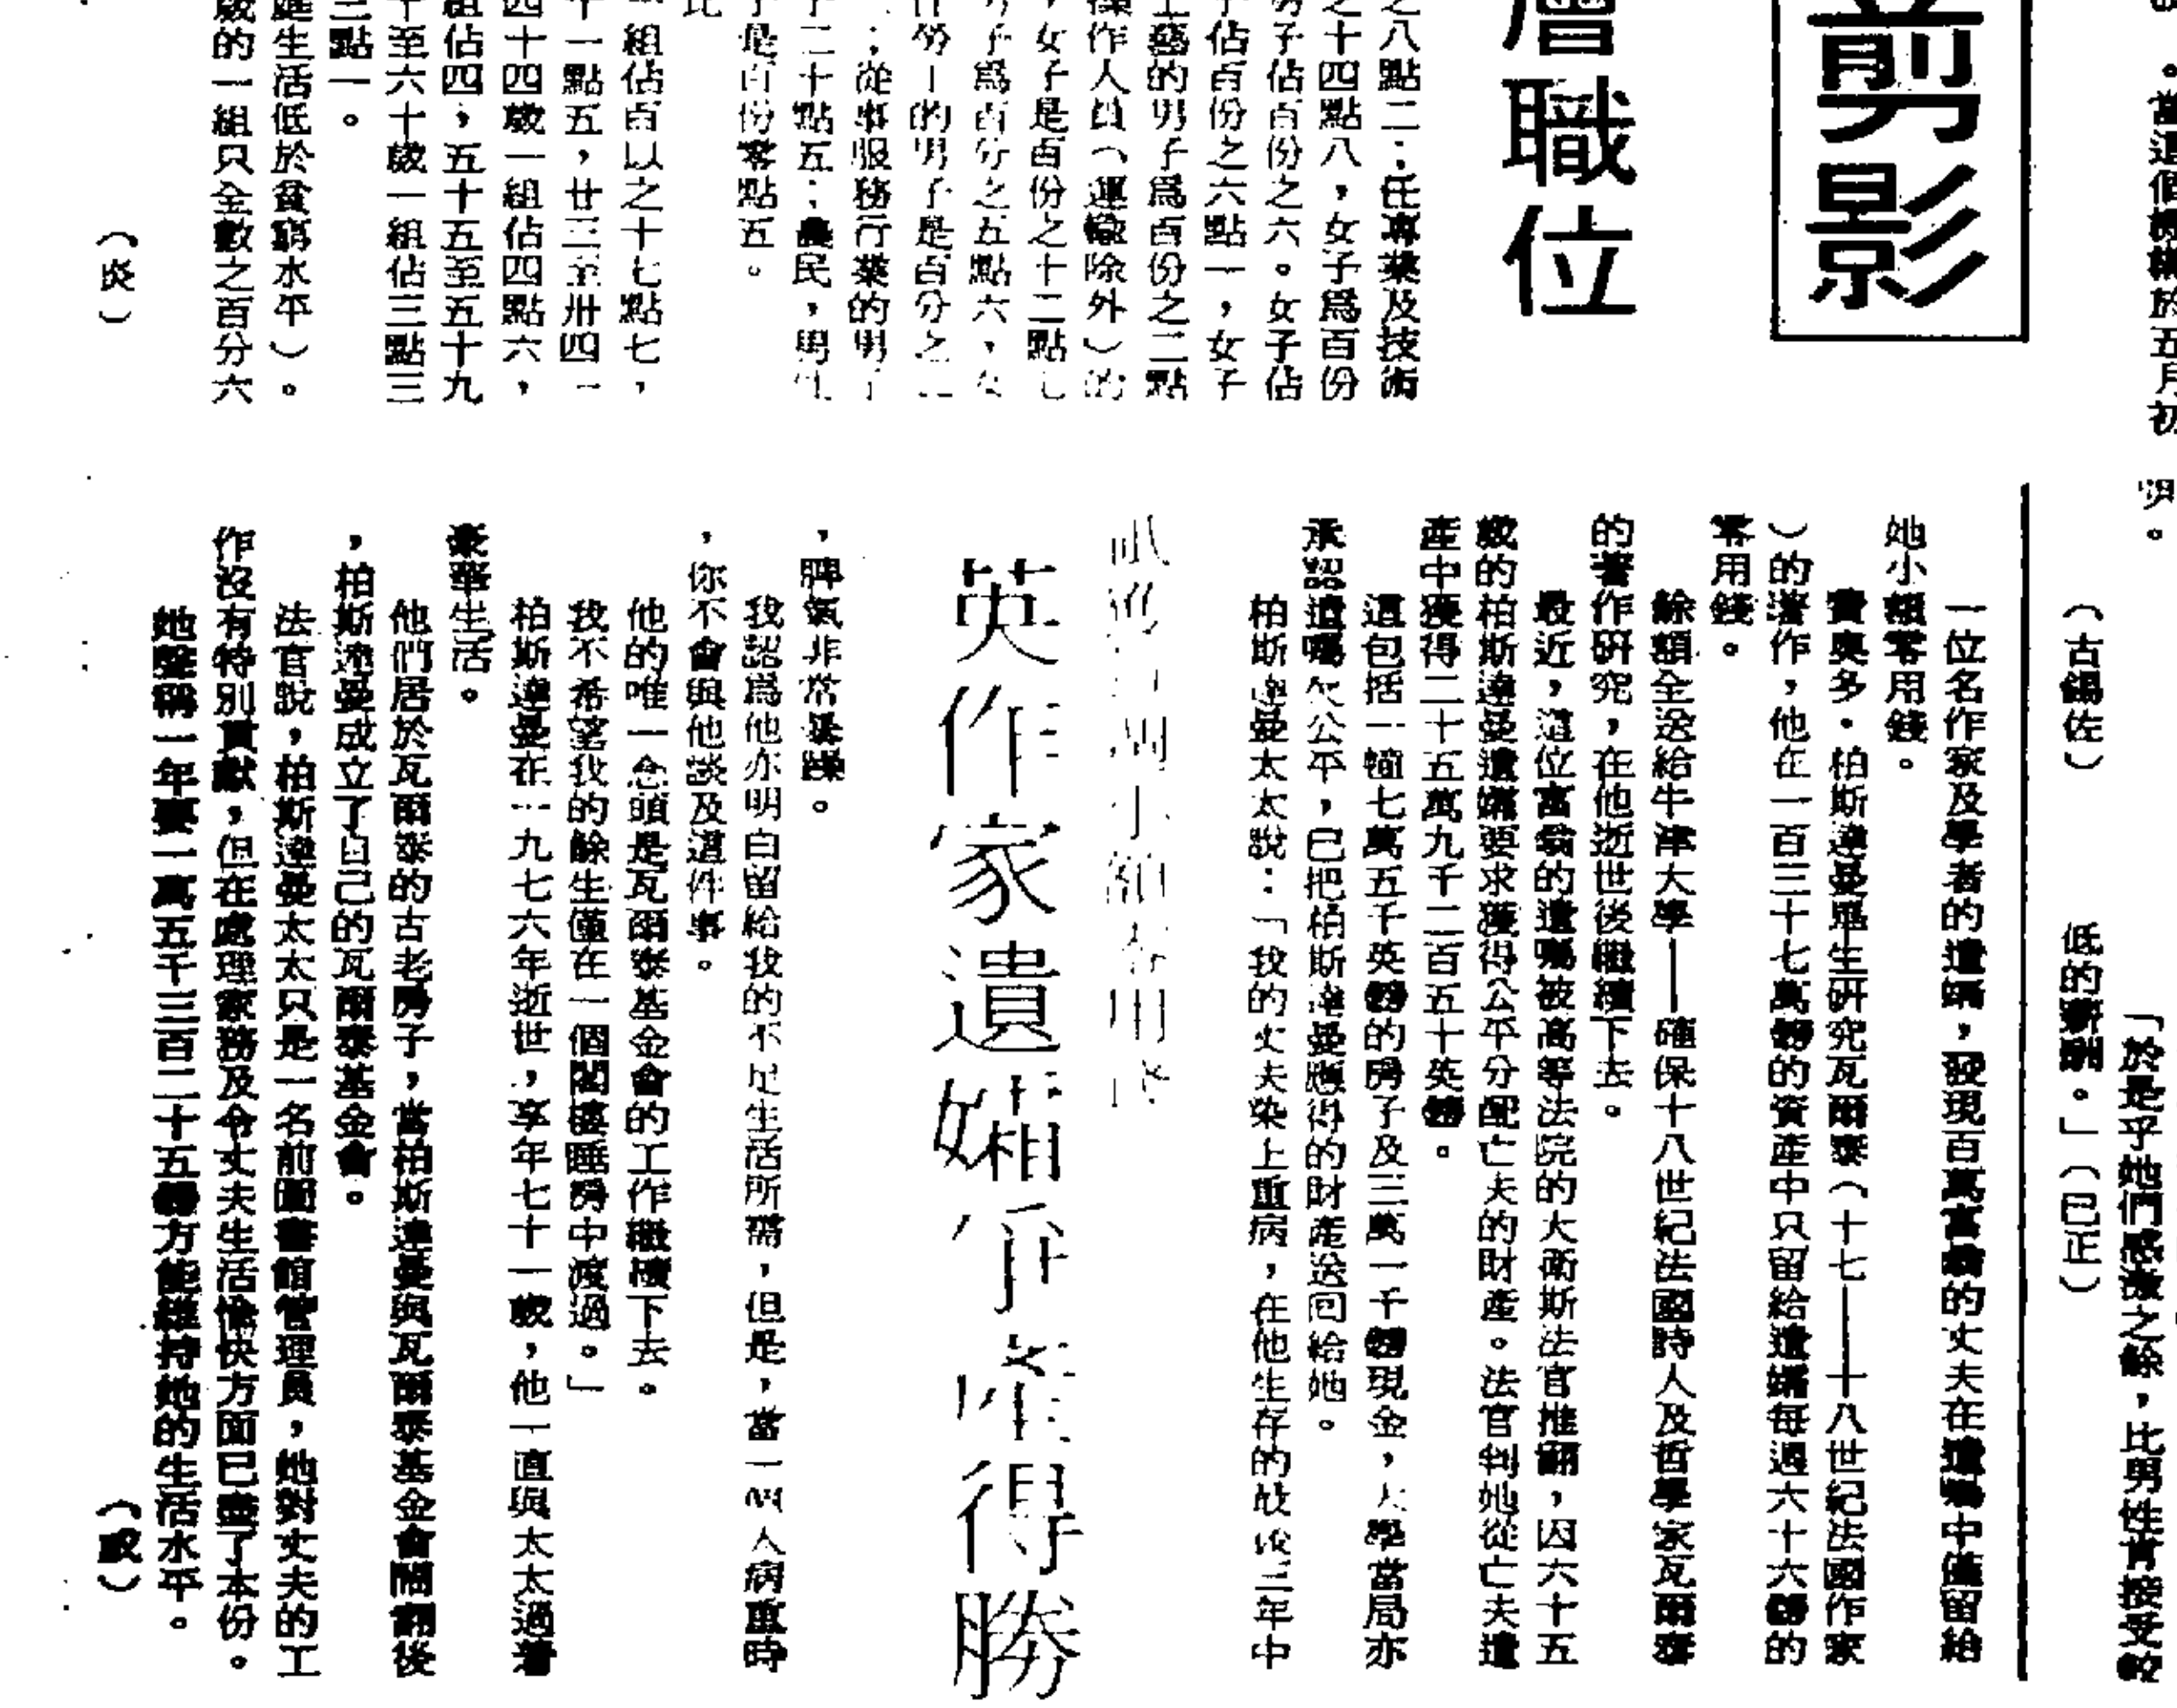 。當這個機構於五月初
剪影
層職位
之八點二；任專業及技術
之十四點八，女子爲百份
男子佔百份之六。女子佔
子佔百份之六點一，女子
工藝的男子爲百份之二點
操作人員（運輸除外）的
，女子是百份之十二點七
男子爲百分之五點六，女
作勞工的男子是百分之二
；從事服務行業的男子
子二十點五；農民，男性
子是百份零點五。
比
一組佔百以之十七點七，
十一點五，廿三至卅四一
四十四歲一組佔四點六，
組佔四，五十五至五十九
十至六十歲一組佔三點三
三點一。
進生活低於貧窮水平）。
歲的一組只全數之百分六
（炎）
「於是乎她們憑激之餘，比男性肯接受較
低的薪酬。」（已正）
（古錫佐）
一位名作家及學者的遺孀，發現百萬富翁的丈夫在遺囑中僅留給
她小額零用錢。
費奧多・柏斯達曼畢生研究瓦爾泰（十七——十八世紀法國作家
）的著作，他在一百三十七萬鎊的資產中只留給遺孀每週六十六鎊的
零用錢。
餘額全送給牛津大學——確保十八世紀法國詩人及哲學家瓦爾泰
的著作研究，在他逝世後繼續下去。
最近，這位富翁的遺囑被高等法院的大衛斯法官推翻，因六十五
歲的柏斯達曼遺孀要求獲得公平分配亡夫的財產。法官判她從亡夫遺
產中獲得二十五萬九千二百五十英鎊。
這包括一幢七萬五千英鎊的房子及三萬一千鎊現金，大學當局亦
承認遺囑欠公平，已把柏斯達曼應得的財產送回給她。
柏斯達曼太太說：「我的丈夫染上重病，在他生存的最後三年中
小額零用
英作家遺孀爭產得勝
，脾氣非常暴躁。
我認爲他亦明白留給我的不足生活所需，但是，當一個人病重時
，你不會與他談及這件事。
他的唯一念頭是瓦爾泰基金會的工作繼續下去。
我不希望我的餘生僅在一個閣樓睡房中渡過。」
柏斯達曼在一九七六年逝世，享年七十一歲，他一直與太太過着
豪華生活。
他們居於瓦爾泰的古老房子，當柏斯達曼與瓦爾泰基金會鬧翻後
，柏斯達曼成立了自己的瓦爾泰基金會。
法官說，柏斯達曼太太只是一名前圖書館管理員，她對丈夫的工
作沒有特別貢獻，但在處理家務及令丈夫生活愉快方面已盡了本份。
她聲稱一年要一萬五千三百二十五鎊方能維持她的生活水平。
（或）